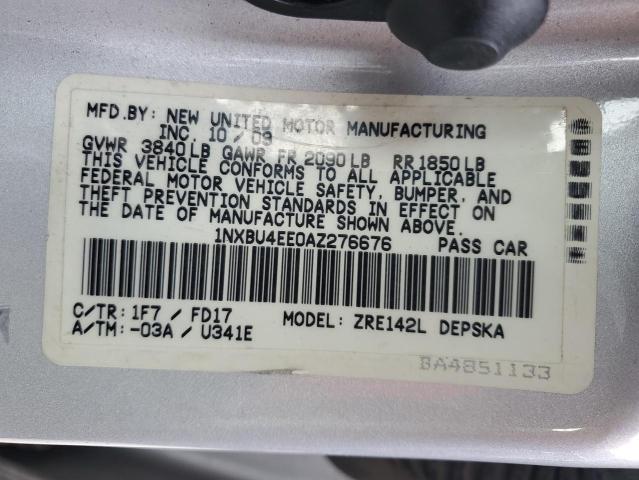 MFD.BY: NEW UNITED MOTOR MANUFACTURING
INC. 10 / 09
GVWR 3840 LB GAWR FR 2090 LB RR 1850 LB
THIS VEHICLE CONFORMS TO ALL APPLICABLE
FEDERAL MOTOR VEHICLE SAFETY, BUMPER, AND
THEFT PREVENTION STANDARDS IN EFFECT ON
THE DATE OF MANUFACTURE SHOWN ABOVE.
1NXBU4EE0AZ276676 PASS CAR
C/TR: 1F7 / FD17 MODEL: ZRE142L DEPSKA
A/TM: -03A / U341E
BA4851133